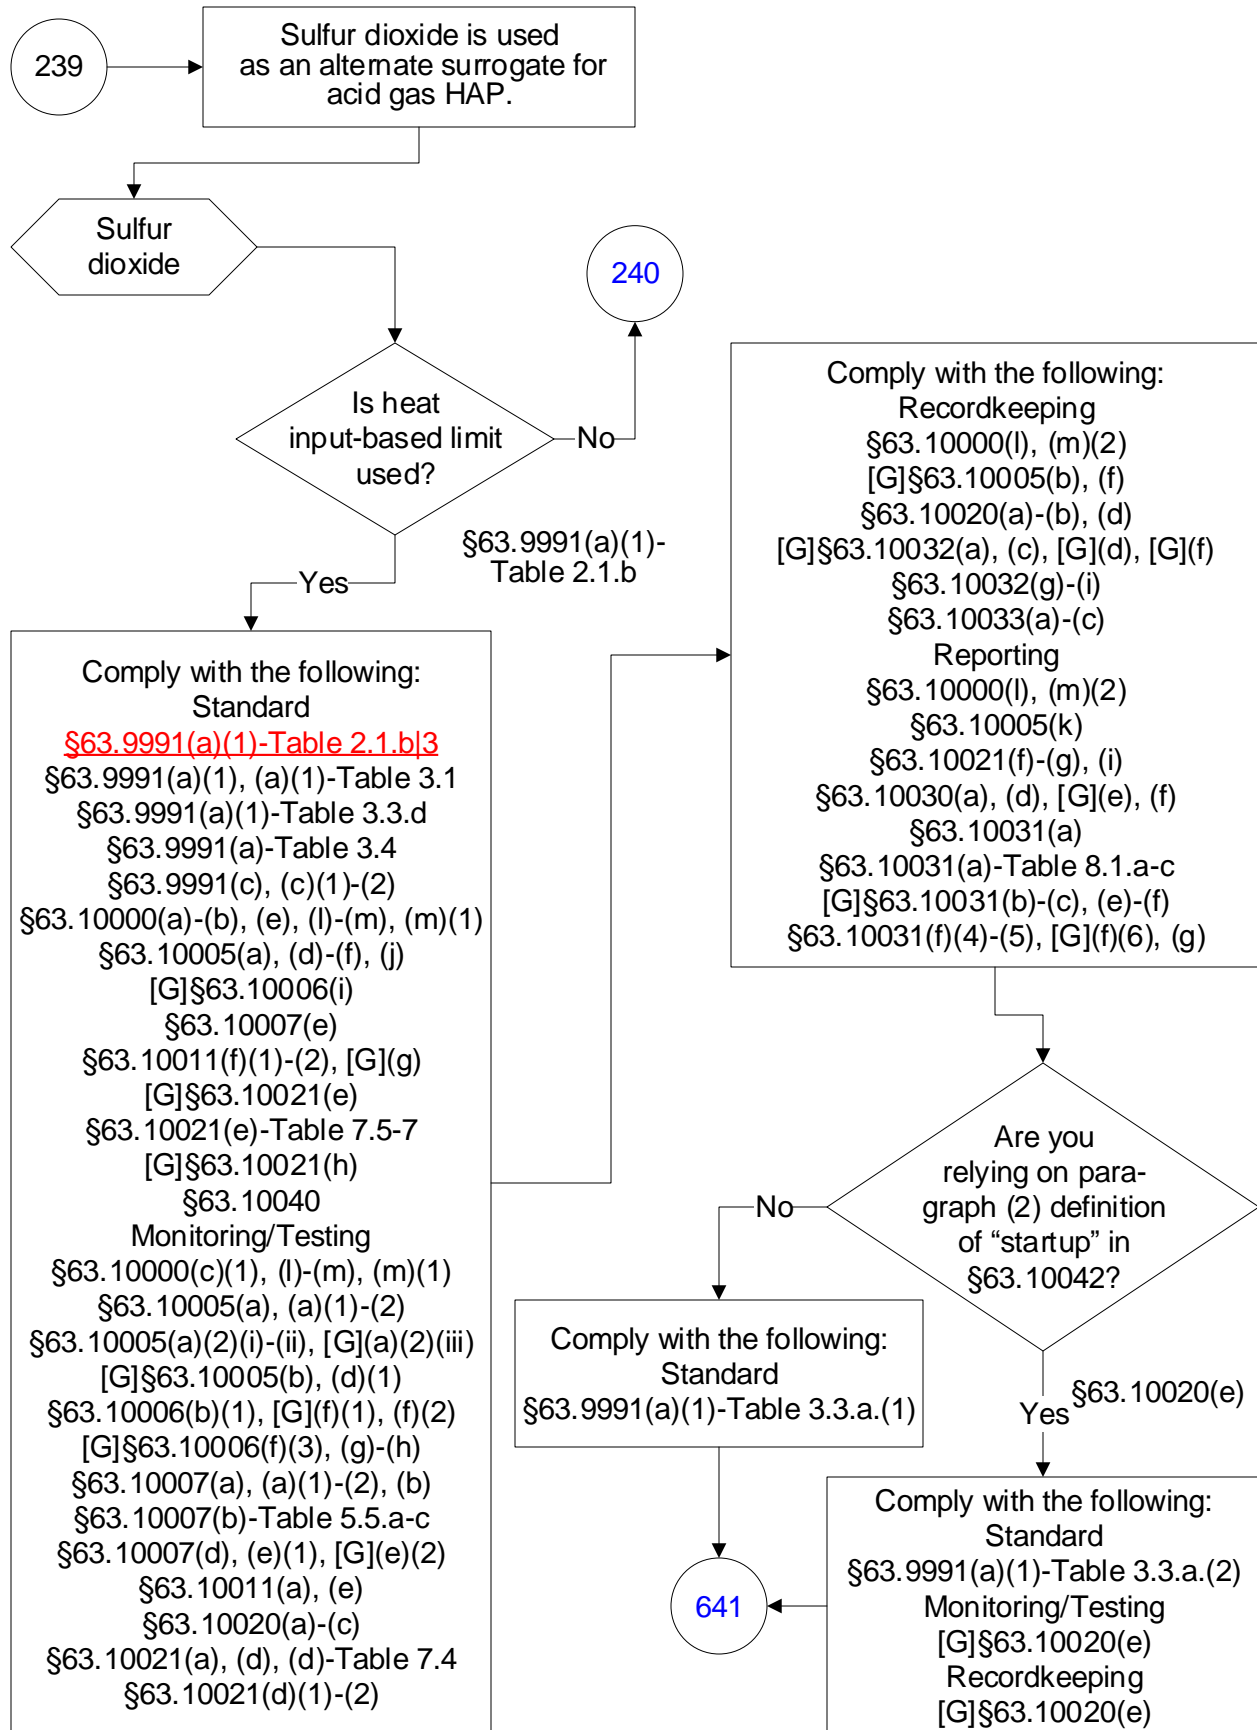 239
Sulfur dioxide is used
as an alternate surrogate for
acid gas HAP.
Sulfur
dioxide
240
Is heat
input-based limit
used?
No
§63.9991(a)(1)-
Table 2.1.b
Yes
Comply with the following:
Standard
§63.9991(a)(1)-Table 2.1.b|3
§63.9991(a)(1), (a)(1)-Table 3.1
§63.9991(a)(1)-Table 3.3.d
§63.9991(a)-Table 3.4
§63.9991(c), (c)(1)-(2)
§63.10000(a)-(b), (e), (l)-(m), (m)(1)
§63.10005(a), (d)-(f), (j)
[G]§63.10006(i)
§63.10007(e)
§63.10011(f)(1)-(2), [G](g)
[G]§63.10021(e)
§63.10021(e)-Table 7.5-7
[G]§63.10021(h)
§63.10040
Monitoring/Testing
§63.10000(c)(1), (l)-(m), (m)(1)
§63.10005(a), (a)(1)-(2)
§63.10005(a)(2)(i)-(ii), [G](a)(2)(iii)
[G]§63.10005(b), (d)(1)
§63.10006(b)(1), [G](f)(1), (f)(2)
[G]§63.10006(f)(3), (g)-(h)
§63.10007(a), (a)(1)-(2), (b)
§63.10007(b)-Table 5.5.a-c
§63.10007(d), (e)(1), [G](e)(2)
§63.10011(a), (e)
§63.10020(a)-(c)
§63.10021(a), (d), (d)-Table 7.4
§63.10021(d)(1)-(2)
Comply with the following:
Recordkeeping
§63.10000(l), (m)(2)
[G]§63.10005(b), (f)
§63.10020(a)-(b), (d)
[G]§63.10032(a), (c), [G](d), [G](f)
§63.10032(g)-(i)
§63.10033(a)-(c)
Reporting
§63.10000(l), (m)(2)
§63.10005(k)
§63.10021(f)-(g), (i)
§63.10030(a), (d), [G](e), (f)
§63.10031(a)
§63.10031(a)-Table 8.1.a-c
[G]§63.10031(b)-(c), (e)-(f)
§63.10031(f)(4)-(5), [G](f)(6), (g)
Are you
relying on para-
graph (2) definition
of “startup” in
§63.10042?
No
Comply with the following:
Standard
§63.9991(a)(1)-Table 3.3.a.(1)
Yes
§63.10020(e)
Comply with the following:
Standard
§63.9991(a)(1)-Table 3.3.a.(2)
Monitoring/Testing
[G]§63.10020(e)
Recordkeeping
[G]§63.10020(e)
641